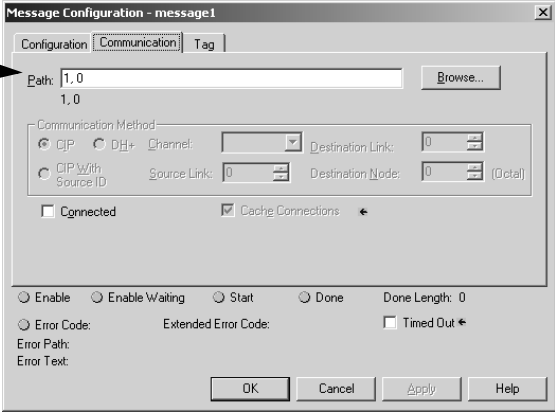 Message Configuration - message1
Configuration Communication Tag
Path: 1, 0 Browse...
1, 0
Communication Method
CIP DH+ Channel: Destination Link: 0
CIP With Source ID Source Link: 0 Destination Node: 0 (Octal)
Connected Cache Connections
Enable Enable Waiting Start Done Done Length: 0
Error Code: Extended Error Code: Timed Out
Error Path:
Error Text:
OK Cancel Apply Help